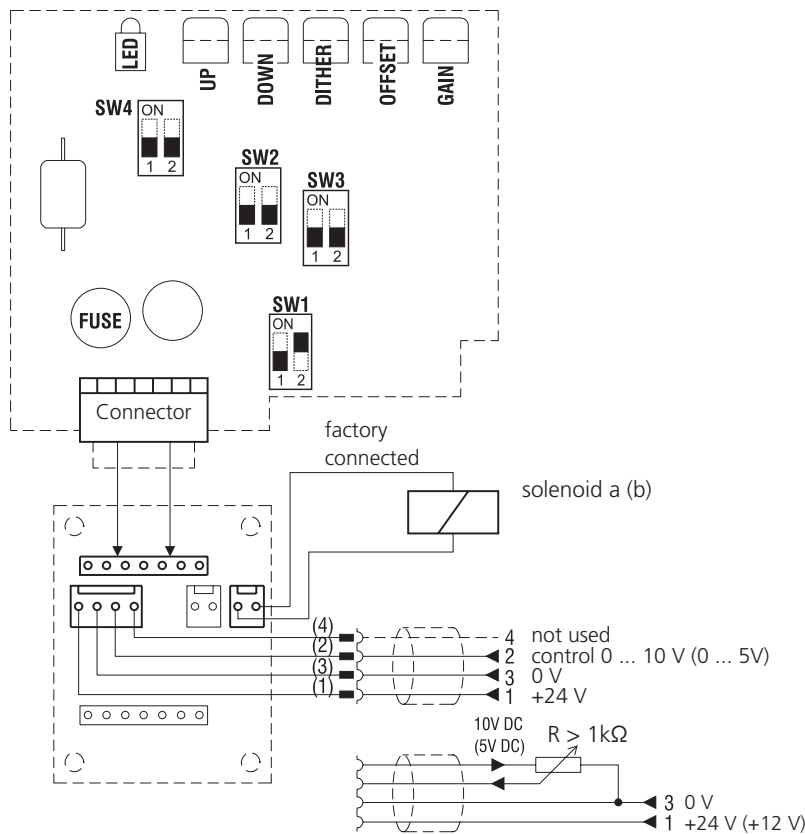 LED
UP
DOWN
DITHER
OFFSET
GAIN
SW4
ON
1 2
SW2
ON
1 2
SW3
ON
1 2
FUSE
SW1
ON
1 2
Connector
factory
connected
solenoid a (b)
(4)
4 not used
(2)
2 control 0 ... 10 V (0 ... 5V)
(3)
3 0 V
(1)
1 +24 V
10V DC
(5V DC)
R > 1kΩ
3 0 V
1 +24 V (+12 V)